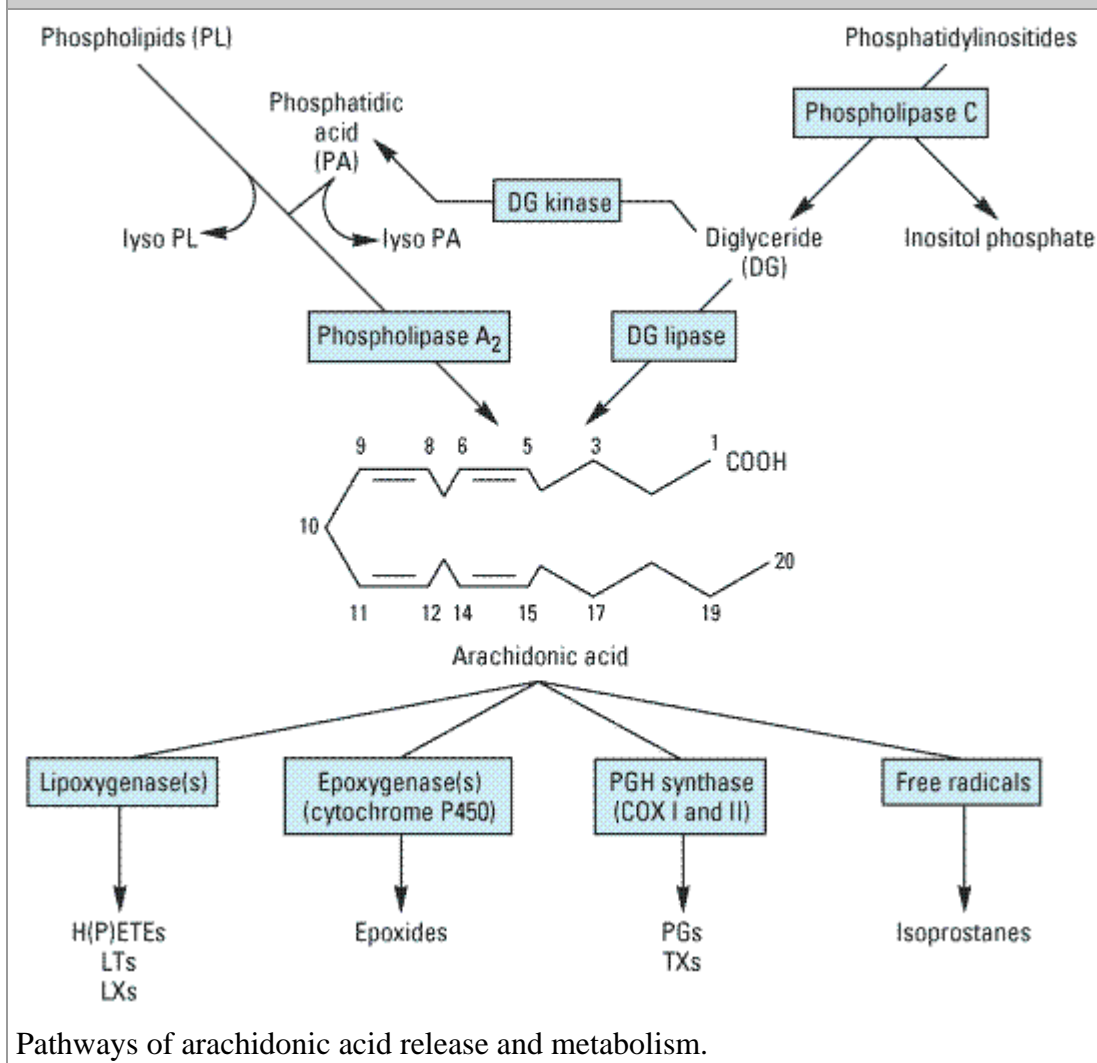 Phospholipids (PL)
Phosphatidylinositides
Phosphatidic
acid
(PA)
Phospholipase C
DG kinase
lyso PL
lyso PA
Diglyceride
(DG)
Inositol phosphate
Phospholipase A2
DG lipase
9
8
6
5
3
1
COOH
10
20
11
12
14
15
17
19
Arachidonic acid
Lipoxygenase(s)
Epoxygenase(s)
(cytochrome P450)
PGH synthase
(COX I and II)
Free radicals
H(P)ETEs
LTs
LXs
Epoxides
PGs
TXs
Isoprostanes
Pathways of arachidonic acid release and metabolism.